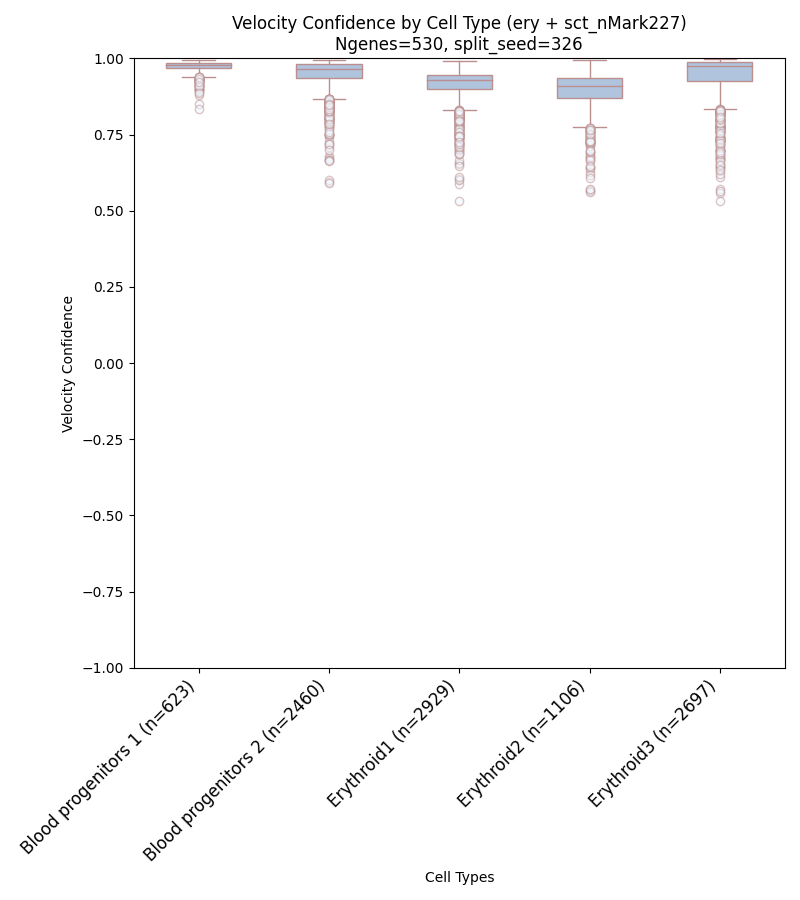 Velocity Confidence by Cell Type (ery + sct_nMark227)
Ngenes=530, split_seed=326
1.00
0.75
0.50
0.25
0.00
−0.25
−0.50
−0.75
−1.00
Velocity Confidence
Blood progenitors 1 (n=623)
Blood progenitors 2 (n=2460)
Erythroid1 (n=2929)
Erythroid2 (n=1106)
Erythroid3 (n=2697)
Cell Types